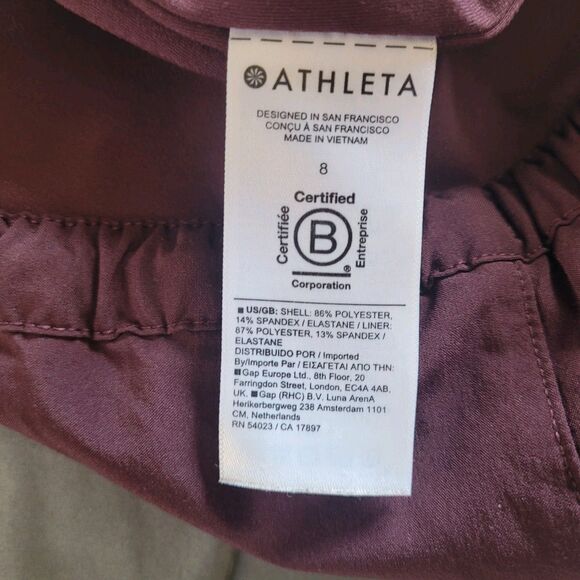 ATHLETA
DESIGNED IN SAN FRANCISCO
CONÇU À SAN FRANCISCO
MADE IN VIETNAM
8
Certified
Certifiée
B
Entreprise
®
Corporation
■ US/GB: SHELL: 86% POLYESTER,
14% SPANDEX / ELASTANE / LINER:
87% POLYESTER, 13% SPANDEX /
ELASTANE
DISTRIBUIDO POR / Imported
By/Importe Par / ΕΙΣΑΓΕΤΑΙ ΑΠΟ ΤΗΝ:
■ Gap Europe Ltd., 8th Floor, 20
Farringdon Street, London, EC4A 4AB,
UK. ■ Gap (RHC) B.V. Luna ArenA
Herikerbergweg 238 Amsterdam 1101
CM, Netherlands
RN 54023 / CA 17897